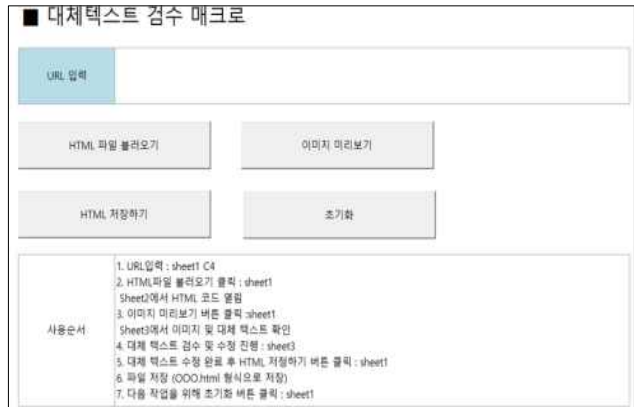 ■ 대체텍스트 검수 매크로
URL 입력
HTML 파일 불러오기
이미지 미리보기
HTML 저장하기
초기화
사용순서
1. URL입력 : sheet1 C4
2. HTML파일 불러오기 클릭 : sheet1
Sheet2에서 HTML 코드 열림
3. 이미지 미리보기 버튼 클릭 :sheet1
Sheet3에서 이미지 및 대체 텍스트 확인
4. 대체 텍스트 검수 및 수정 진행 : sheet3
5. 대체 텍스트 수정 완료 후 HTML 저정하기 버튼 클릭 : sheet1
6. 파일 저장 (OOO.html 형식으로 저장)
7. 다음 작업을 위해 초기화 버튼 클릭 : sheet1